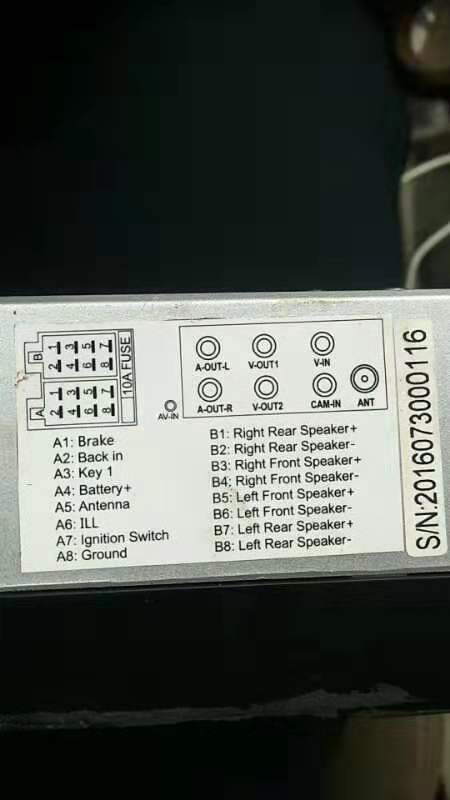 B
1 3 5 7
2 4 6 8
A
1 3 5 7
2 4 6 8
10A FUSE
AV-IN
A-OUT-L V-OUT1 V-IN
A-OUT-R V-OUT2 CAM-IN ANT
A1: Brake
A2: Back in
A3: Key 1
A4: Battery+
A5: Antenna
A6: ILL
A7: Ignition Switch
A8: Ground
B1: Right Rear Speaker+
B2: Right Rear Speaker-
B3: Right Front Speaker+
B4: Right Front Speaker-
B5: Left Front Speaker+
B6: Left Front Speaker-
B7: Left Rear Speaker+
B8: Left Rear Speaker-
S/N:2016073000116